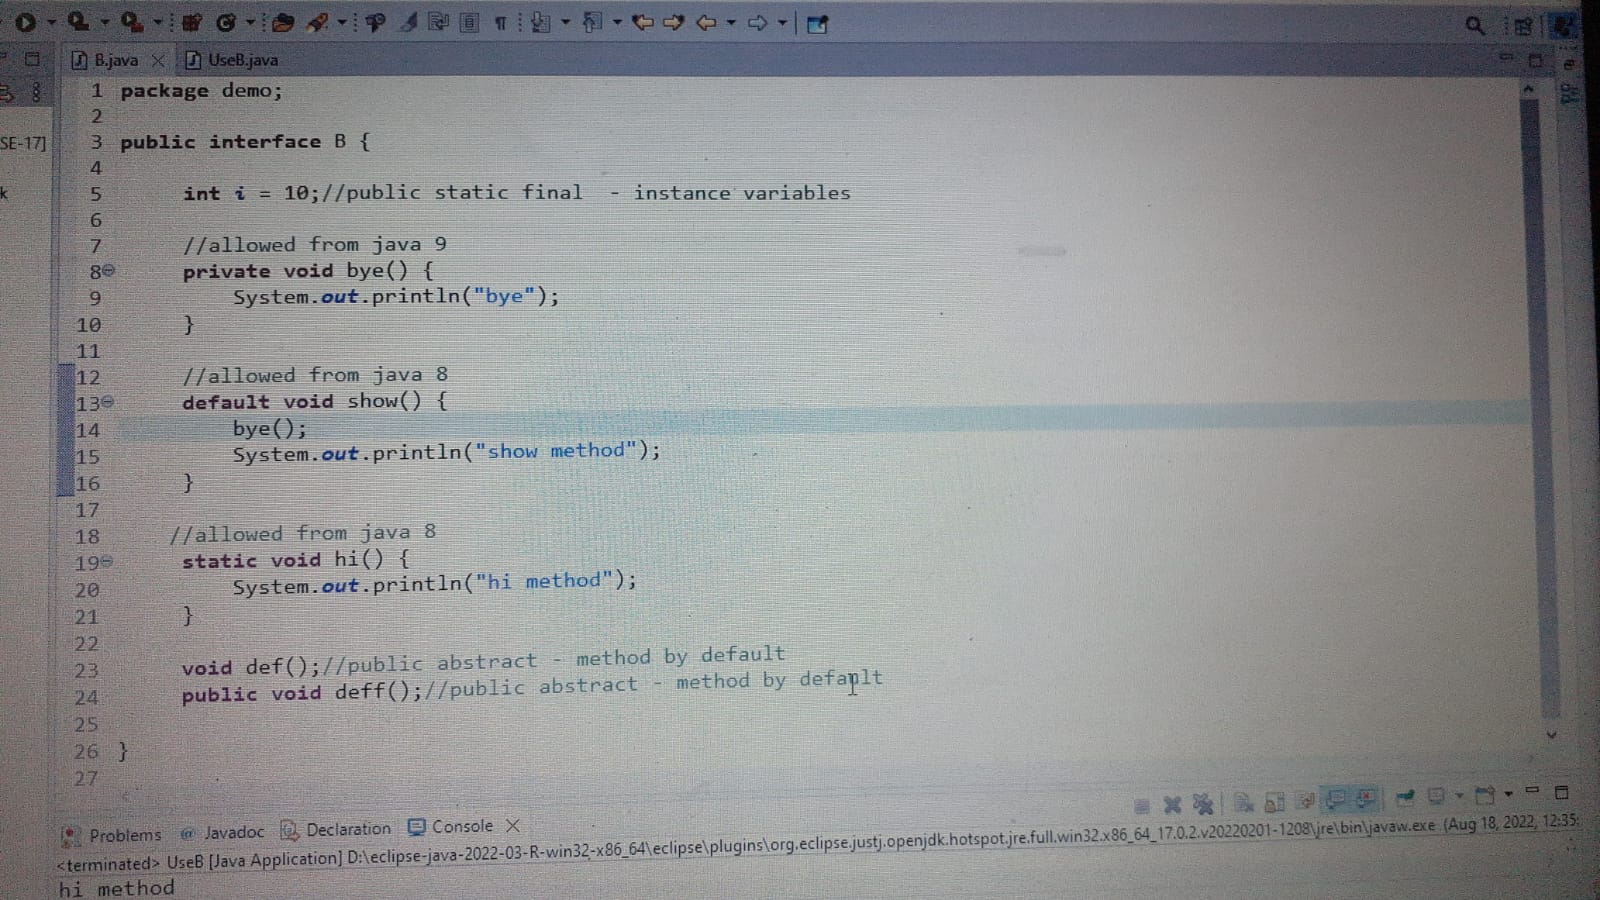 B.java
UseB.java
1 package demo;
2
SE-17]
3 public interface B {
4
k
5 int i = 10;//public static final - instance variables
6
7 //allowed from java 9
8 private void bye() {
9 System.out.println("bye");
10 }
11
12 //allowed from java 8
13 default void show() {
14 bye();
15 System.out.println("show method");
16 }
17
18 //allowed from java 8
19 static void hi() {
20 System.out.println("hi method");
21 }
22
23 void def();//public abstract - method by default
24 public void deff();//public abstract - method by default
25
26 }
27
Problems @ Javadoc Declaration Console
<terminated> UseB [Java Application] D:\eclipse-java-2022-03-R-win32-x86_64\eclipse\plugins\org.eclipse.justj.openjdk.hotspot.jre.full.win32.x86_64_17.0.2.v20220201-1208\jre\bin\javaw.exe (Aug 18, 2022, 12:35:
hi method